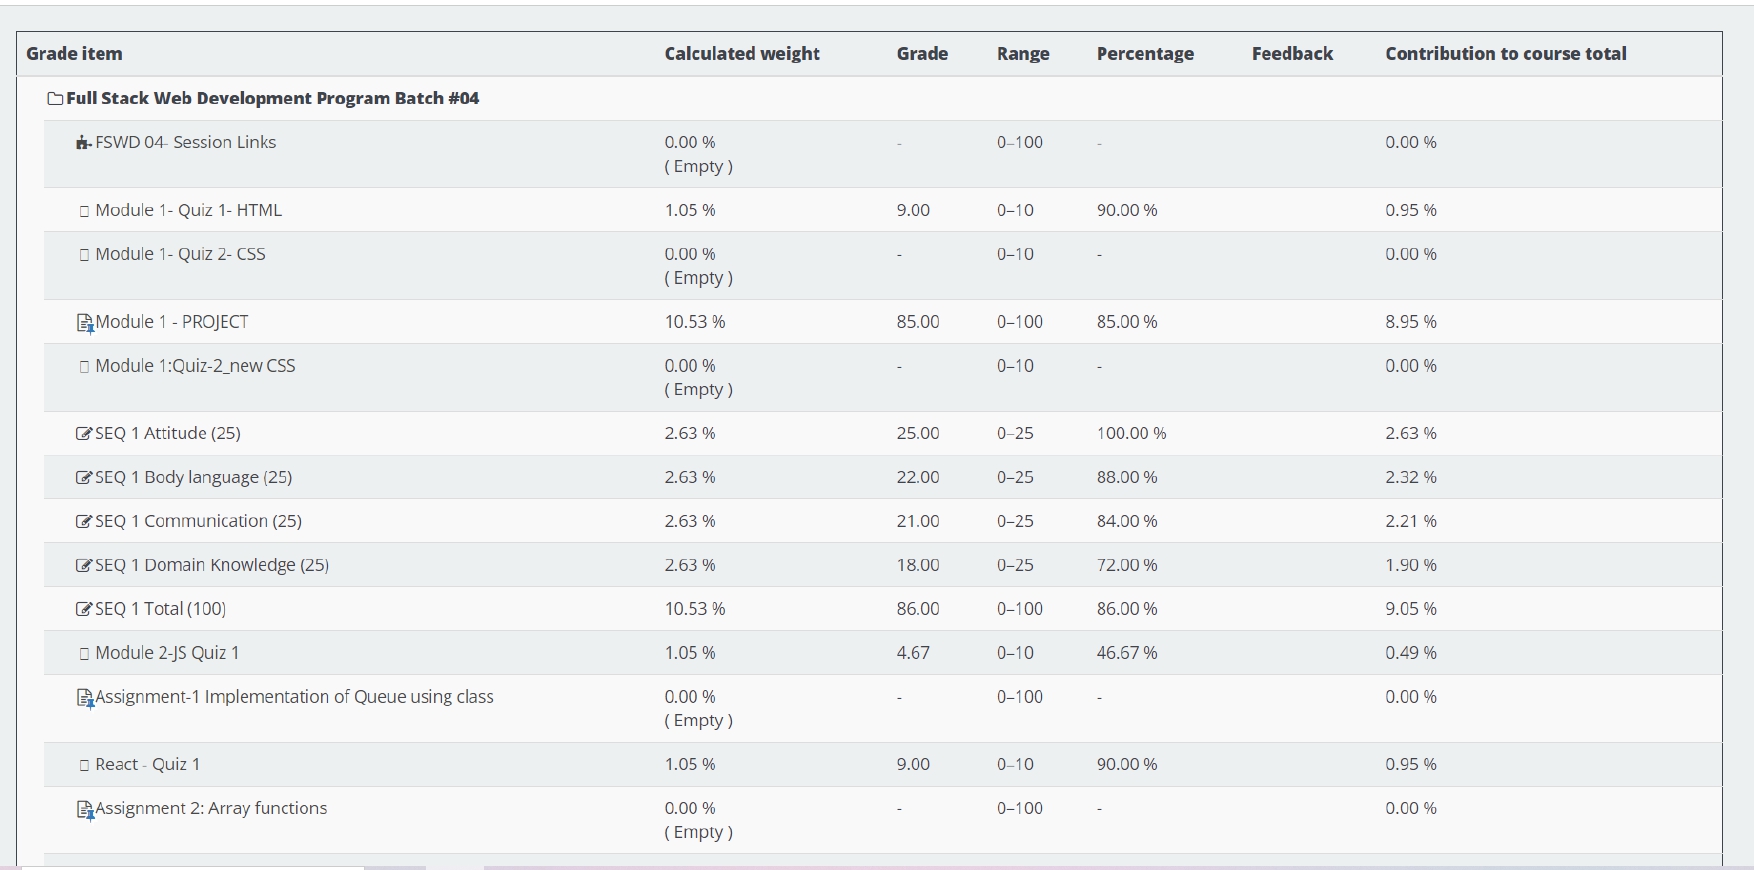 Grade item Calculated weight Grade Range Percentage Feedback Contribution to course total
Full Stack Web Development Program Batch #04
FSWD 04- Session Links 0.00 % - 0–100 - 0.00 %
( Empty )
Module 1- Quiz 1- HTML 1.05 % 9.00 0–10 90.00 % 0.95 %
Module 1- Quiz 2- CSS 0.00 % - 0–10 - 0.00 %
( Empty )
Module 1 - PROJECT 10.53 % 85.00 0–100 85.00 % 8.95 %
Module 1:Quiz-2_new CSS 0.00 % - 0–10 - 0.00 %
( Empty )
SEQ 1 Attitude (25) 2.63 % 25.00 0–25 100.00 % 2.63 %
SEQ 1 Body language (25) 2.63 % 22.00 0–25 88.00 % 2.32 %
SEQ 1 Communication (25) 2.63 % 21.00 0–25 84.00 % 2.21 %
SEQ 1 Domain Knowledge (25) 2.63 % 18.00 0–25 72.00 % 1.90 %
SEQ 1 Total (100) 10.53 % 86.00 0–100 86.00 % 9.05 %
Module 2-JS Quiz 1 1.05 % 4.67 0–10 46.67 % 0.49 %
Assignment-1 Implementation of Queue using class 0.00 % - 0–100 - 0.00 %
( Empty )
React - Quiz 1 1.05 % 9.00 0–10 90.00 % 0.95 %
Assignment 2: Array functions 0.00 % - 0–100 - 0.00 %
( Empty )